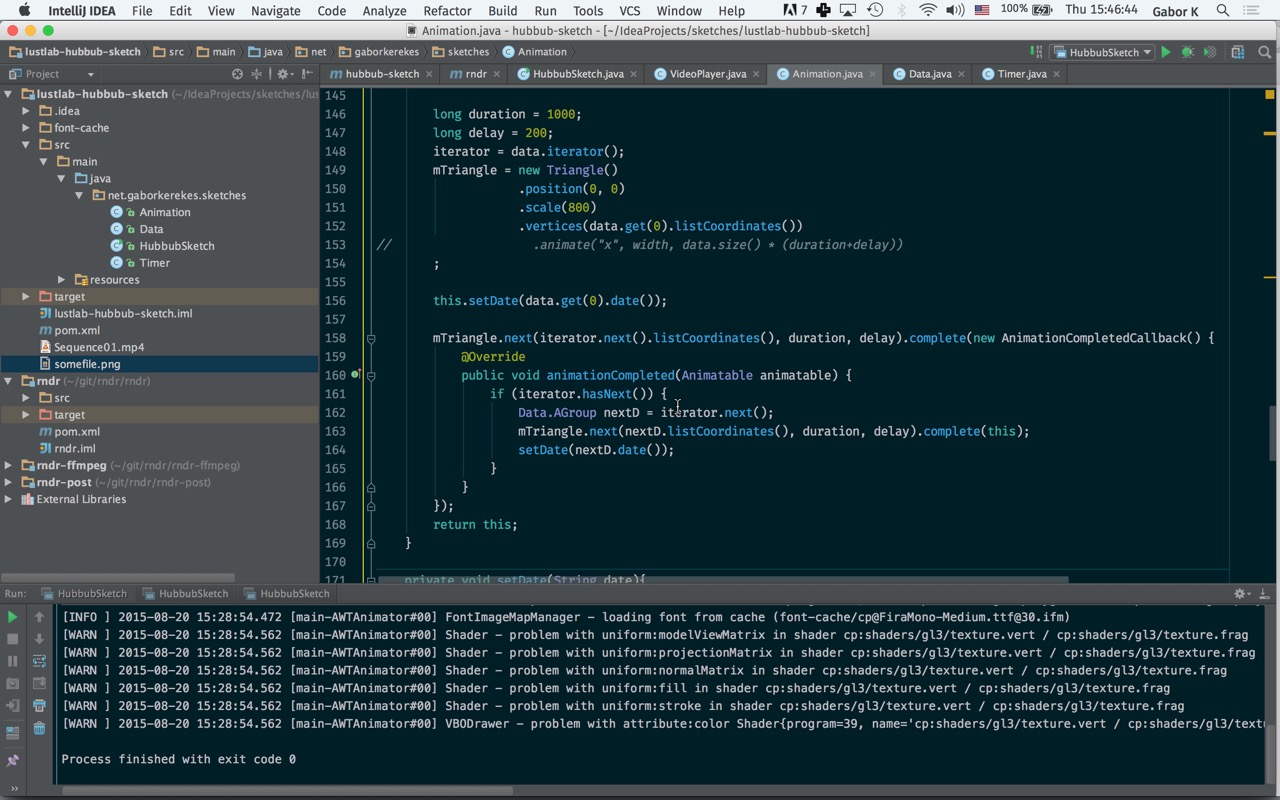 IntelliJ IDEA File Edit View Navigate Code Analyze Refactor Build Run Tools VCS Window Help 7 100% Thu 15:46:44 Gabor K
Animation.java - hubbub-sketch - [~/IdeaProjects/sketches/lustlab-hubbub-sketch]
lustlab-hubbub-sketch src main java net gaborkerekes sketches Animation HubbubSketch
Project hubbub-sketch rndr HubbubSketch.java VideoPlayer.java Animation.java Data.java Timer.java
lustlab-hubbub-sketch (~/IdeaProjects/sketches/lus
.idea
font-cache
src
main
java
net.gaborkerekes.sketches
Animation
Data
HubbubSketch
Timer
resources
target
lustlab-hubbub-sketch.iml
pom.xml
Sequence01.mp4
somefile.png
rndr (~/git/rndr/rndr)
src
target
pom.xml
rndr.iml
rndr-ffmpeg (~/git/rndr/rndr-ffmpeg)
rndr-post (~/git/rndr/rndr-post)
External Libraries
145
146 long duration = 1000;
147 long delay = 200;
148 iterator = data.iterator();
149 mTriangle = new Triangle()
150 .position(0, 0)
151 .scale(800)
152 .vertices(data.get(0).listCoordinates())
153 // .animate("x", width, data.size() * (duration+delay))
154 ;
155
156 this.setDate(data.get(0).date());
157
158 mTriangle.next(iterator.next().listCoordinates(), duration, delay).complete(new AnimationCompletedCallback() {
159 @Override
160 public void animationCompleted(Animatable animatable) {
161 if (iterator.hasNext()) {
162 Data.AGroup nextD = iterator.next();
163 mTriangle.next(nextD.listCoordinates(), duration, delay).complete(this);
164 setDate(nextD.date());
165 }
166 }
167 });
168 return this;
169 }
170
171 private void setDate(String date){
Run: HubbubSketch HubbubSketch HubbubSketch
[INFO ] 2015-08-20 15:28:54.472 [main-AWTAnimator#00] FontImageMapManager - loading font from cache (font-cache/cp@FiraMono-Medium.ttf@30.ifm)
[WARN ] 2015-08-20 15:28:54.562 [main-AWTAnimator#00] Shader - problem with uniform:modelViewMatrix in shader cp:shaders/gl3/texture.vert / cp:shaders/gl3/texture.frag
[WARN ] 2015-08-20 15:28:54.562 [main-AWTAnimator#00] Shader - problem with uniform:projectionMatrix in shader cp:shaders/gl3/texture.vert / cp:shaders/gl3/texture.frag
[WARN ] 2015-08-20 15:28:54.562 [main-AWTAnimator#00] Shader - problem with uniform:normalMatrix in shader cp:shaders/gl3/texture.vert / cp:shaders/gl3/texture.frag
[WARN ] 2015-08-20 15:28:54.562 [main-AWTAnimator#00] Shader - problem with uniform:fill in shader cp:shaders/gl3/texture.vert / cp:shaders/gl3/texture.frag
[WARN ] 2015-08-20 15:28:54.562 [main-AWTAnimator#00] Shader - problem with uniform:stroke in shader cp:shaders/gl3/texture.vert / cp:shaders/gl3/texture.frag
[WARN ] 2015-08-20 15:28:54.562 [main-AWTAnimator#00] VBODrawer - problem with attribute:color Shader{program=39, name='cp:shaders/gl3/texture.vert / cp:shaders/gl3/text
Process finished with exit code 0